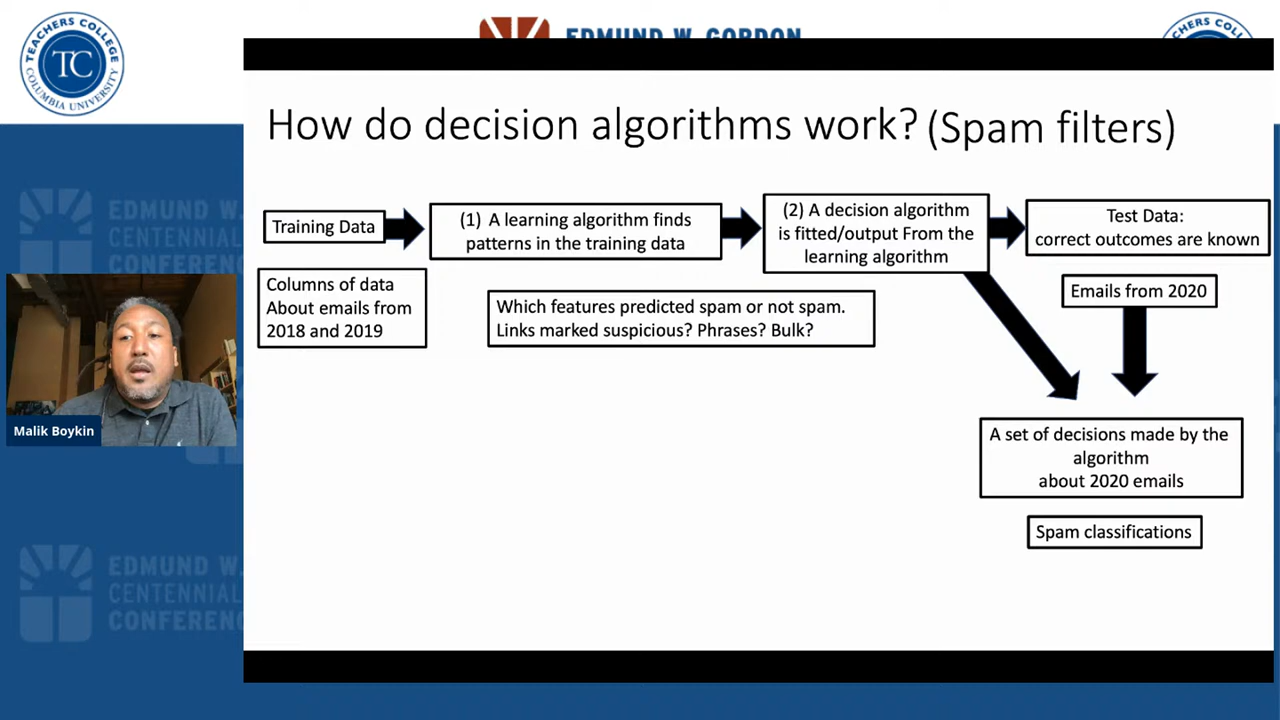 TEACHERS COLLEGE
TC
COLUMBIA UNIVERSITY
EDMUND W. GORDON
TEACHERS COLLEGE
How do decision algorithms work? (Spam filters)
Training Data
(1) A learning algorithm finds
patterns in the training data
(2) A decision algorithm
is fitted/output From the
learning algorithm
Test Data:
correct outcomes are known
Columns of data
About emails from
2018 and 2019
Which features predicted spam or not spam.
Links marked suspicious? Phrases? Bulk?
Emails from 2020
A set of decisions made by the
algorithm
about 2020 emails
Spam classifications
Malik Boykin
EDMUND W.
CENTENNIAL
CONFERENC
EDMUND W.
CENTENNIAL
CONFERENC